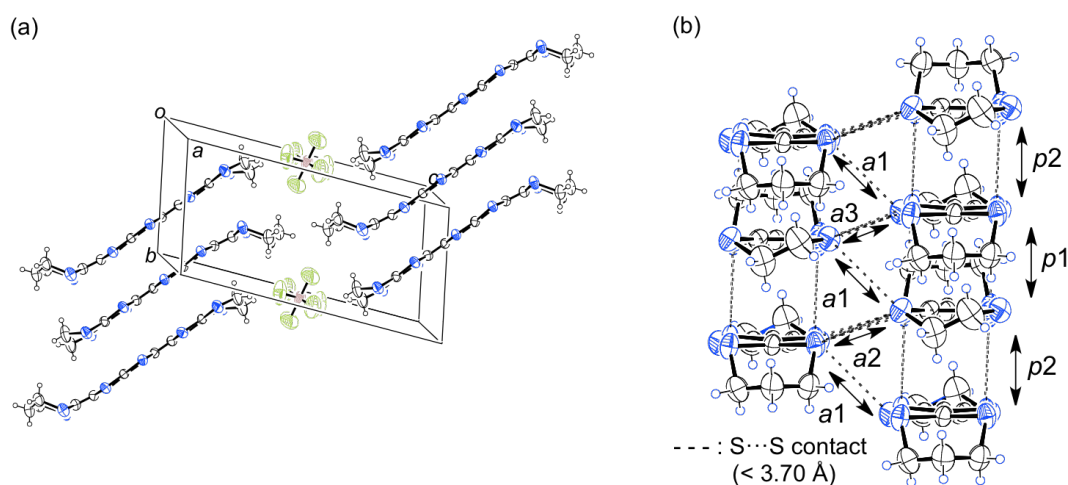 (a)
o
a
c
b
(b)
a1
p2
a3
p1
a1
a2
p2
a1
- - - : S···S contact
(< 3.70 Å)